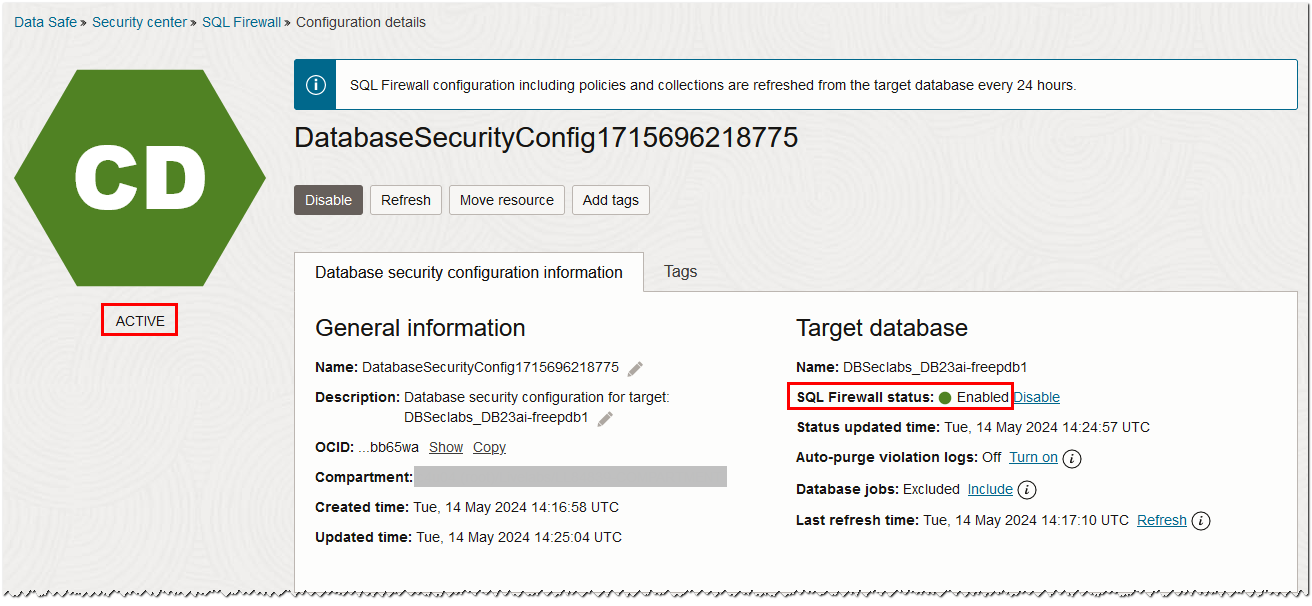 Data Safe » Security center » SQL Firewall » Configuration details
CD
ACTIVE
i SQL Firewall configuration including policies and collections are refreshed from the target database every 24 hours.
DatabaseSecurityConfig1715696218775
Disable Refresh Move resource Add tags
Database security configuration information Tags
General information
Name: DatabaseSecurityConfig1715696218775
Description: Database security configuration for target:
DBSeclabs_DB23ai-freepdb1
OCID: ...bb65wa Show Copy
Compartment:
Created time: Tue, 14 May 2024 14:16:58 UTC
Updated time: Tue, 14 May 2024 14:25:04 UTC
Target database
Name: DBSeclabs_DB23ai-freepdb1
SQL Firewall status: Enabled Disable
Status updated time: Tue, 14 May 2024 14:24:57 UTC
Auto-purge violation logs: Off Turn on i
Database jobs: Excluded Include i
Last refresh time: Tue, 14 May 2024 14:17:10 UTC Refresh i